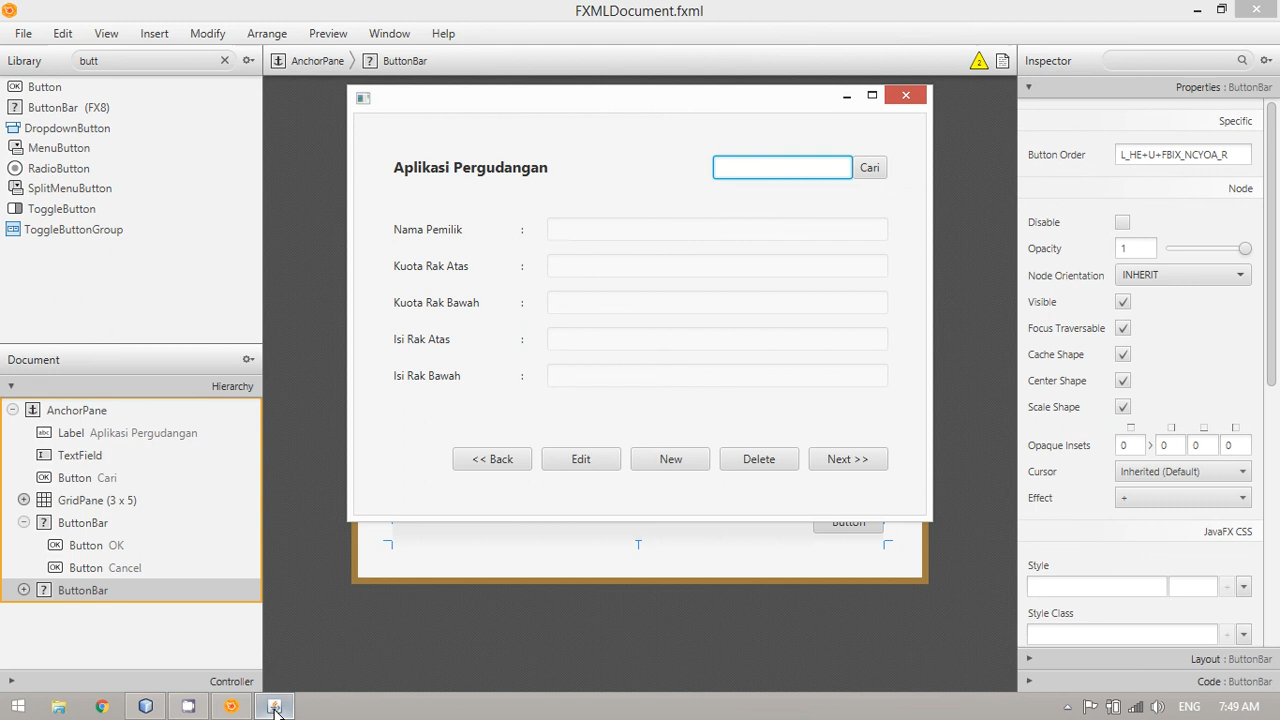 FXMLDocument.fxml
File Edit View Insert Modify Arrange Preview Window Help
Library butt
AnchorPane ButtonBar
2
Inspector
Button
ButtonBar (FX8)
DropdownButton
MenuButton
RadioButton
SplitMenuButton
ToggleButton
ToggleButtonGroup
Document
Hierarchy
AnchorPane
Label Aplikasi Pergudangan
TextField
Button Cari
GridPane (3 x 5)
ButtonBar
Button OK
Button Cancel
ButtonBar
Controller
Aplikasi Pergudangan
Cari
Nama Pemilik :
Kuota Rak Atas :
Kuota Rak Bawah :
Isi Rak Atas :
Isi Rak Bawah :
<< Back Edit New Delete Next >>
Button
Properties : ButtonBar
Specific
Button Order L_HE+U+FBIX_NCYOA_R
Node
Disable
Opacity 1
Node Orientation INHERIT
Visible
Focus Traversable
Cache Shape
Center Shape
Scale Shape
Opaque Insets 0 0 0 0
Cursor Inherited (Default)
Effect +
JavaFX CSS
Style
Style Class
Layout : ButtonBar
Code : ButtonBar
ENG 7:49 AM